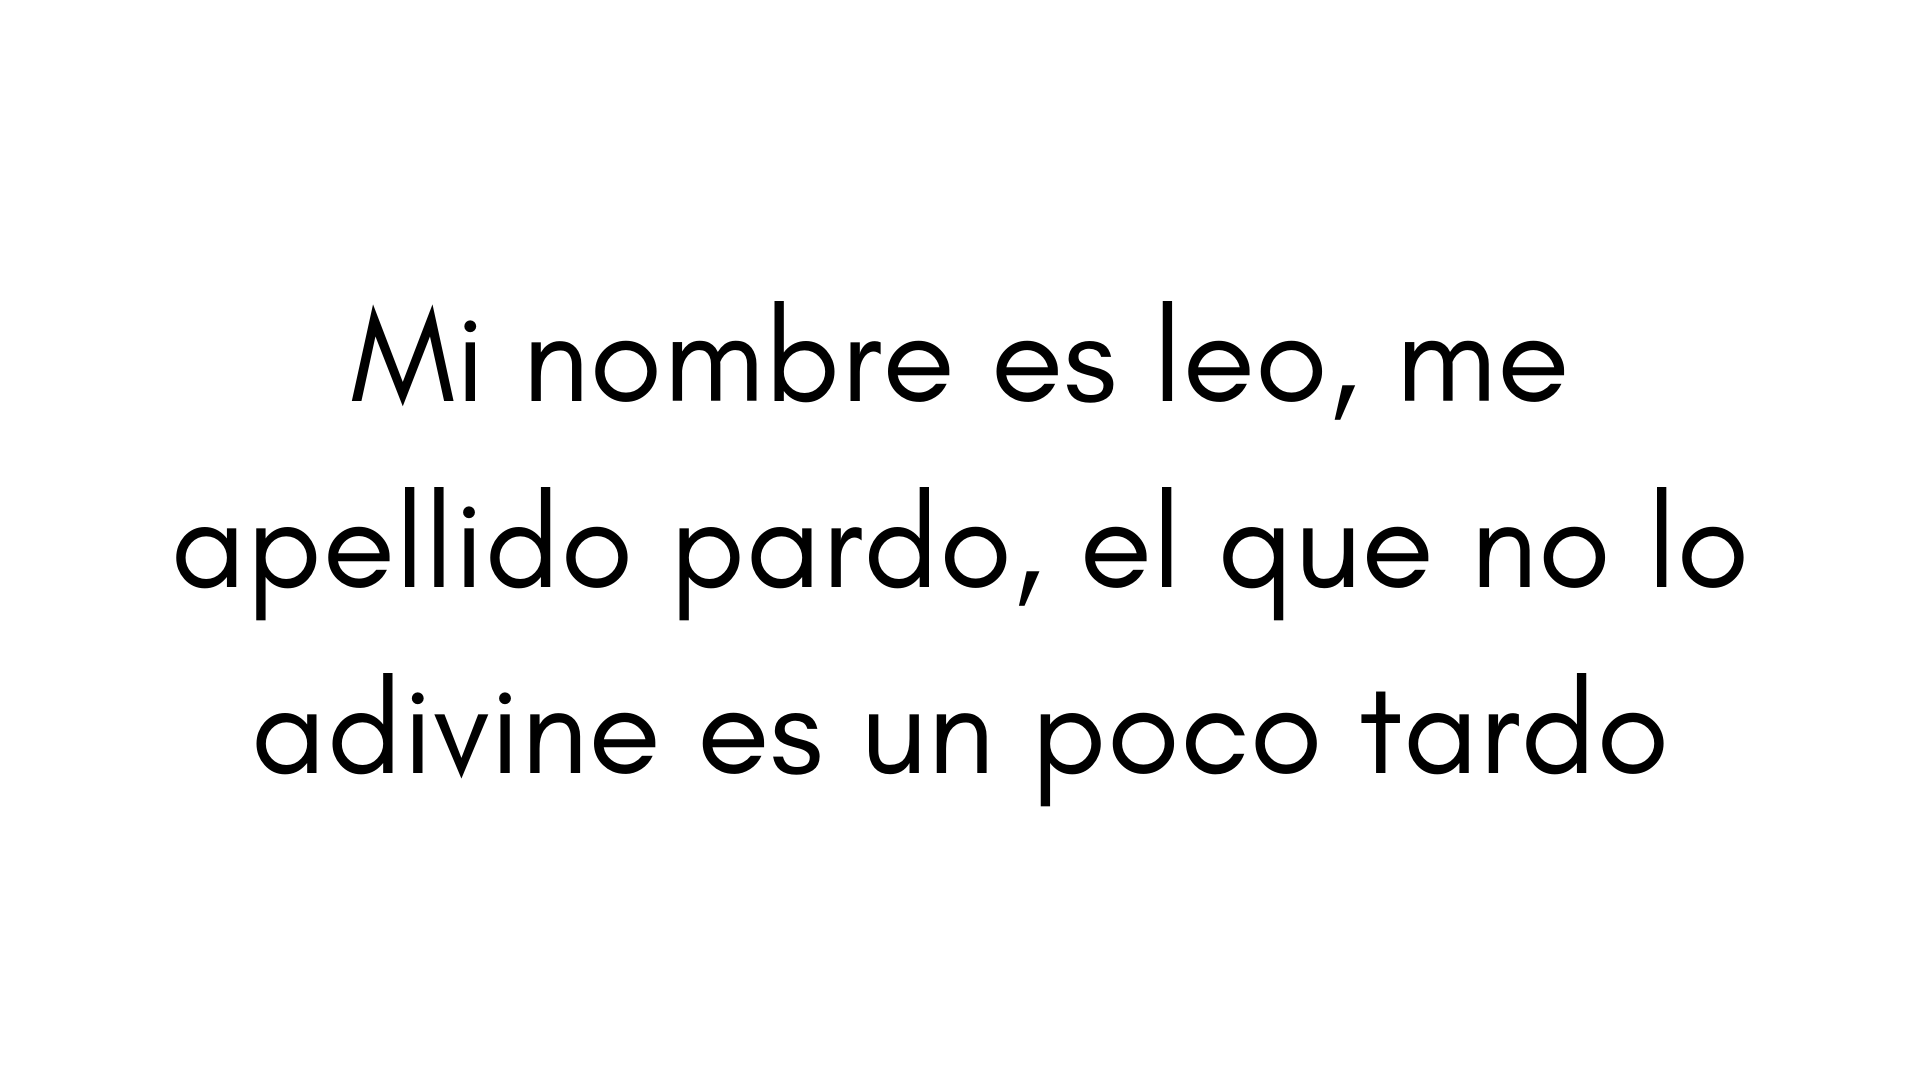 Mi nombre es leo, me
apellido pardo, el que no lo
adivine es un poco tardo